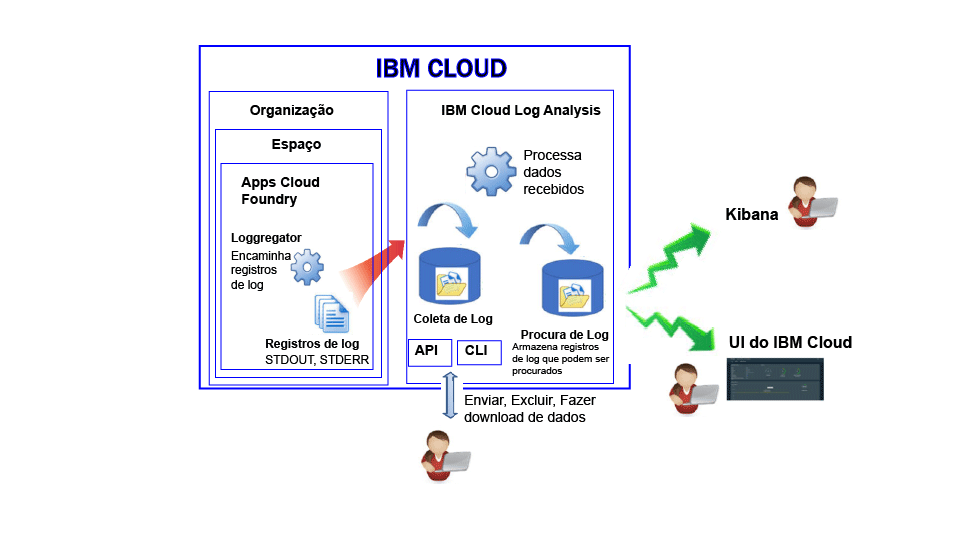 IBM CLOUD
Organização
Espaço
Apps Cloud
Foundry
Loggregator
Encaminha
registros
de log
Registros de log
STDOUT, STDERR
IBM Cloud Log Analysis
Processa
dados
recebidos
Coleta de Log
Procura de Log
Armazena registros
de log que podem ser
procurados
API
CLI
Enviar, Excluir, Fazer
download de dados
Kibana
UI do IBM Cloud